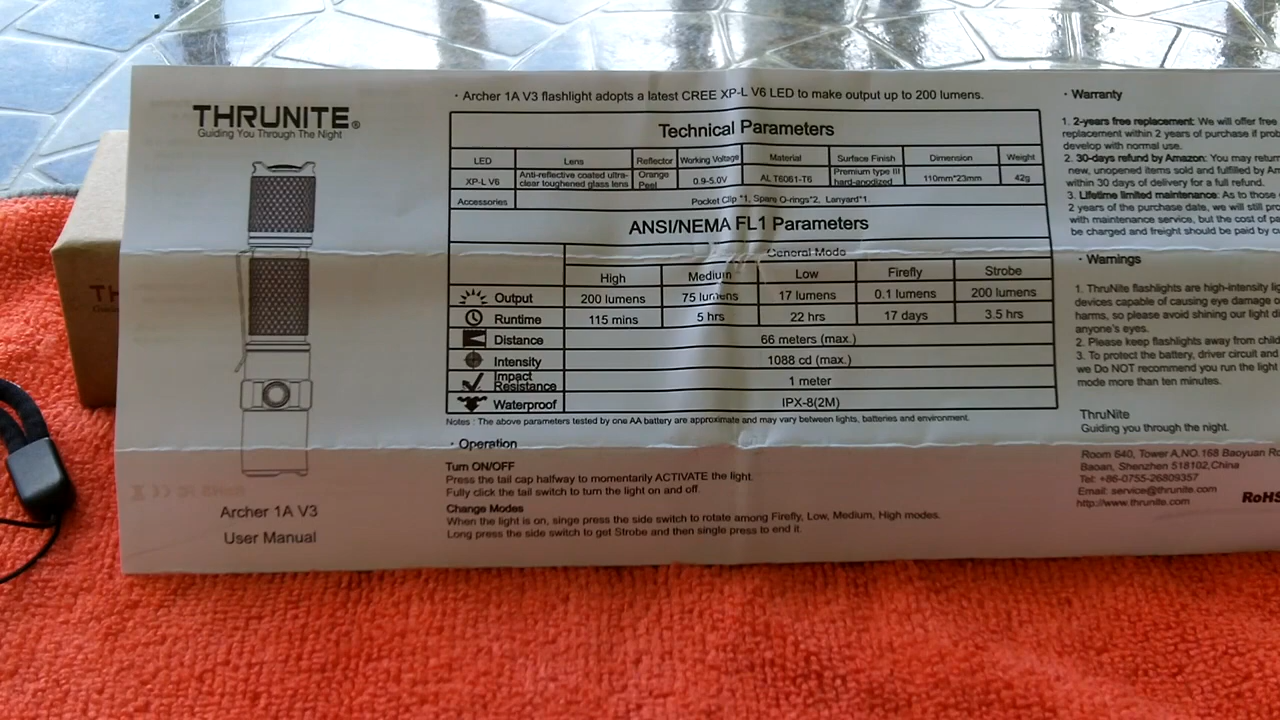 THRUNITE®
Guiding You Through The Night
Archer 1A V3
User Manual
· Archer 1A V3 flashlight adopts a latest CREE XP-L V6 LED to make output up to 200 lumens.
Technical Parameters
LED Lens Reflector Working Voltage Material Surface Finish Dimension Weight
XP-L V6 Anti-reflective coated ultra-clear toughened glass lens Orange Peel 0.9-5.0V AL T6061-T6 Premium type III hard-anodized 110mm*23mm 42g
Accessories Pocket Clip *1, Spare O-rings*2, Lanyard*1.
ANSI/NEMA FL1 Parameters
General Mode
High Medium Low Firefly Strobe
Output 200 lumens 75 lumens 17 lumens 0.1 lumens 200 lumens
Runtime 115 mins 5 hrs 22 hrs 17 days 3.5 hrs
Distance 66 meters (max.)
Intensity 1088 cd (max.)
Impact Resistance 1 meter
Waterproof IPX-8(2M)
Notes : The above parameters tested by one AA battery are approximate and may vary between lights, batteries and environment.
· Operation
Turn ON/OFF
Press the tail cap halfway to momentarily ACTIVATE the light.
Fully click the tail switch to turn the light on and off.
Change Modes
When the light is on, singe press the side switch to rotate among Firefly, Low, Medium, High modes.
Long press the side switch to get Strobe and then single press to end it.
· Warranty
1. 2-years free replacement: We will offer free
replacement within 2 years of purchase if
develop with normal use.
2. 30-days refund by Amazon: You may return
new, unopened items sold and fulfilled by
within 30 days of delivery for a full refund.
3. Lifetime limited maintenance: As to those
2 years of the purchase date, we will still
with maintenance service, but the cost of
be charged and freight should be paid by
· Warnings
1. ThruNite flashlights are high-intensity
devices capable of causing eye damage
harms, so please avoid shining our light
anyone's eyes.
2. Please keep flashlights away from
3. To protect the battery, driver circuit and
we Do NOT recommend you run the light
mode more than ten minutes.
ThruNite
Guiding you through the night.
Room 640, Tower A,NO.168 Baoyuan
Baoan, Shenzhen 518102,China
Tel: +86-0755-26809357
Email: service@thrunite.com
http://www.thrunite.com
RoHS